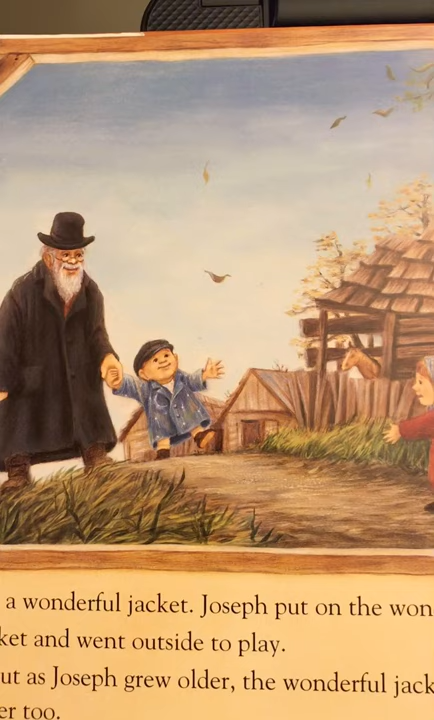 a wonderful jacket. Joseph put on the won
ket and went outside to play.
ut as Joseph grew older, the wonderful jack
er too.